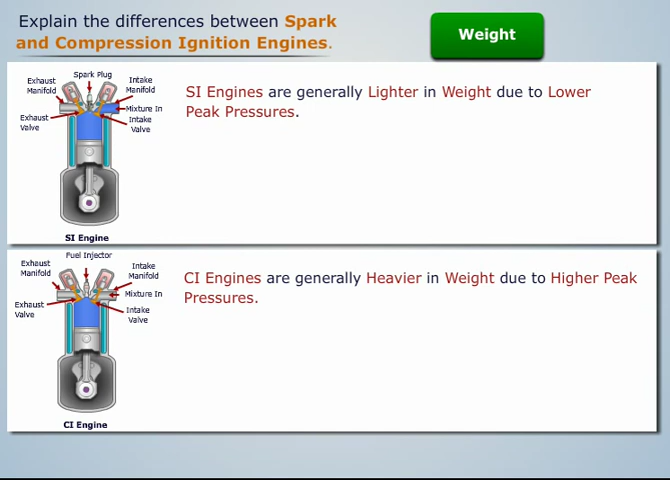 Explain the differences between Spark
and Compression Ignition Engines.
Weight
Spark Plug
Exhaust
Manifold
Intake
Manifold
Mixture In
Exhaust
Valve
Intake
Valve
SI Engine
SI Engines are generally Lighter in Weight due to Lower
Peak Pressures.
Fuel Injector
Exhaust
Manifold
Intake
Manifold
Mixture In
Exhaust
Valve
Intake
Valve
CI Engine
CI Engines are generally Heavier in Weight due to Higher Peak
Pressures.